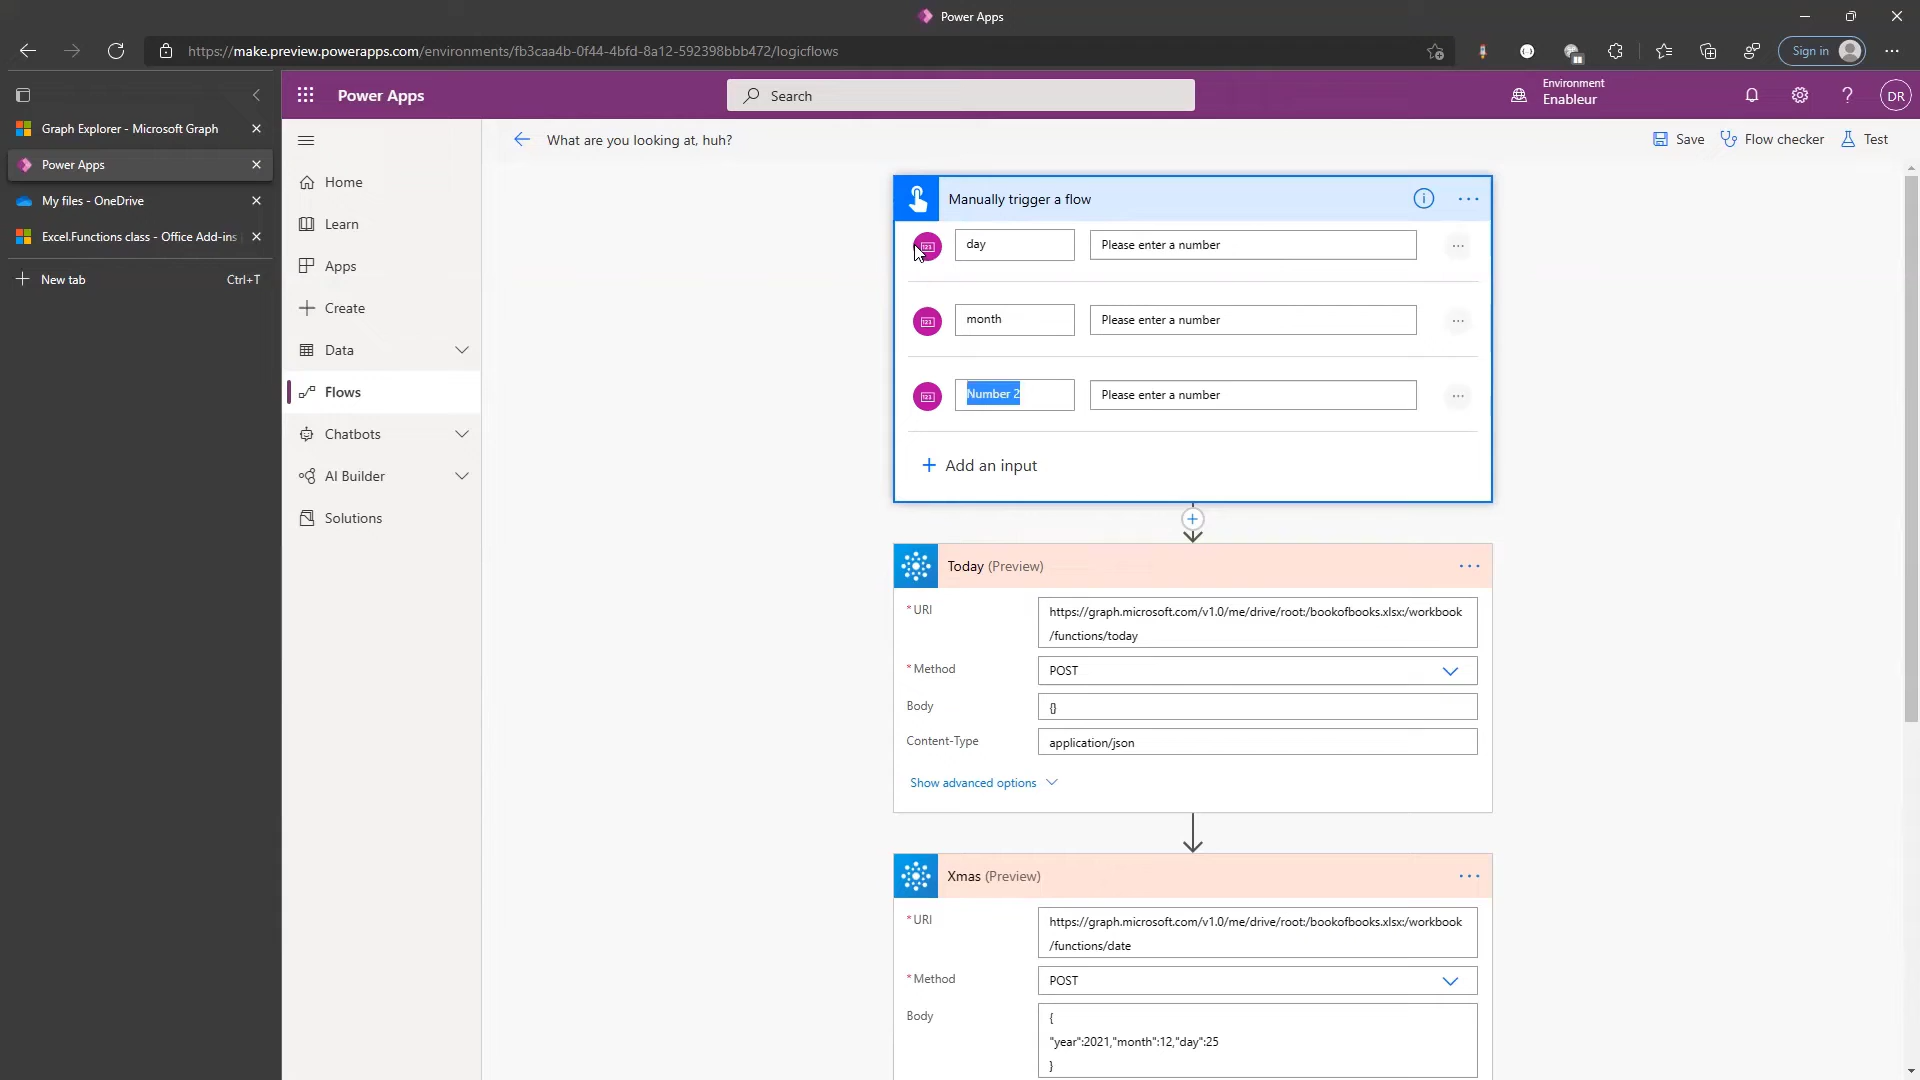 Power Apps
https://make.preview.powerapps.com/environments/fb3caa4b-0f44-4bfd-8a12-592398bbb472/logicflows
Sign in
Graph Explorer - Microsoft Graph
Power Apps
My files - OneDrive
Excel.Functions class - Office Add-ins
New tab
Ctrl+T
Power Apps
Search
Environment
Enableur
?
DR
Home
Learn
Apps
Create
Data
Flows
Chatbots
AI Builder
Solutions
What are you looking at, huh?
Save
Flow checker
Test
Manually trigger a flow
day
Please enter a number
month
Please enter a number
Number 2
Please enter a number
Add an input
Today (Preview)
* URI
https://graph.microsoft.com/v1.0/me/drive/root:/bookofbooks.xlsx:/workbook
/functions/today
* Method
POST
Body
{}
Content-Type
application/json
Show advanced options
Xmas (Preview)
* URI
https://graph.microsoft.com/v1.0/me/drive/root:/bookofbooks.xlsx:/workbook
/functions/date
* Method
POST
Body
{
"year":2021,"month":12,"day":25
}